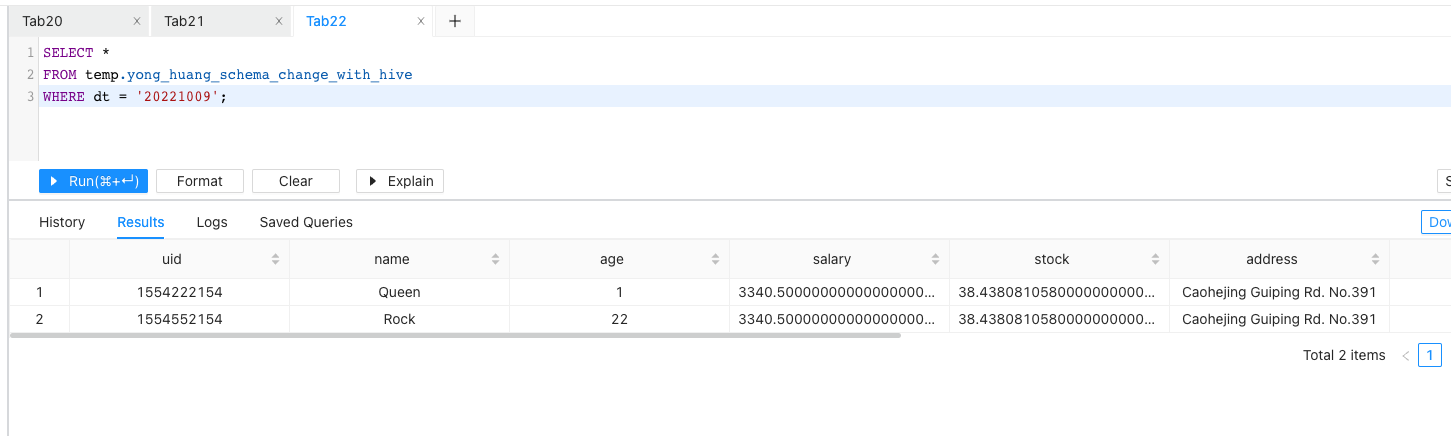 Tab20 x Tab21 x Tab22 x +
1 SELECT *
2 FROM temp.yong_huang_schema_change_with_hive
3 WHERE dt = '20221009';
Run(⌘+↵) Format Clear Explain S
History Results Logs Saved Queries Dow
uid name age salary stock address
1 1554222154 Queen 1 3340.50000000000000000... 38.4380810580000000000... Caohejing Guiping Rd. No.391
2 1554552154 Rock 22 3340.50000000000000000... 38.4380810580000000000... Caohejing Guiping Rd. No.391
Total 2 items < 1